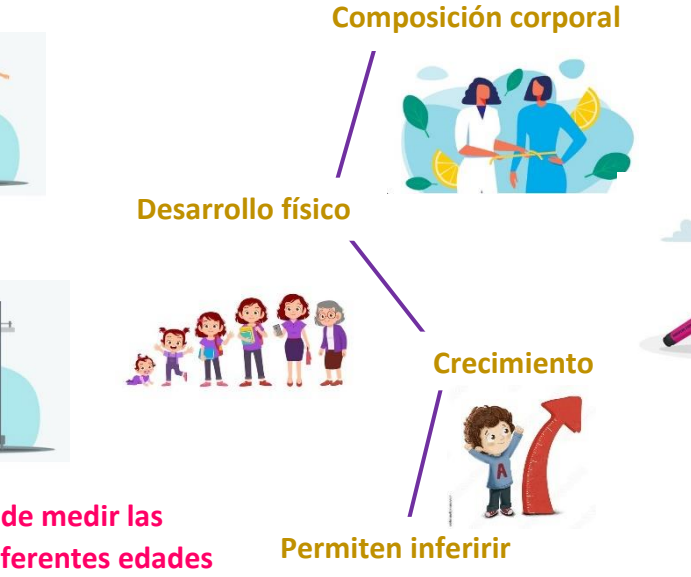 Composición corporal
Desarrollo físico
Crecimiento
A
de medir las
ferentes edades
Permiten inferirir